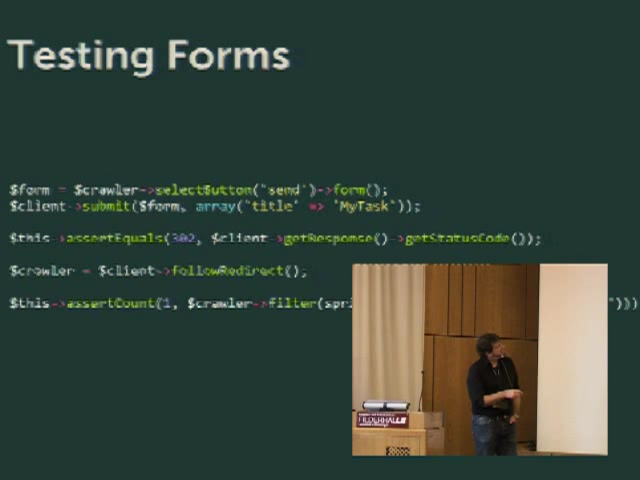 Testing Forms
$form = $crawler->selectButton('send')->form();
$client->submit($form, array('title' => 'MyTask'));
$this->assertEquals(302, $client->getResponse()->getStatusCode());
$crawler = $client->followRedirect();
$this->assertCount(1, $crawler->filter(spri
")))
FILDERHALLE